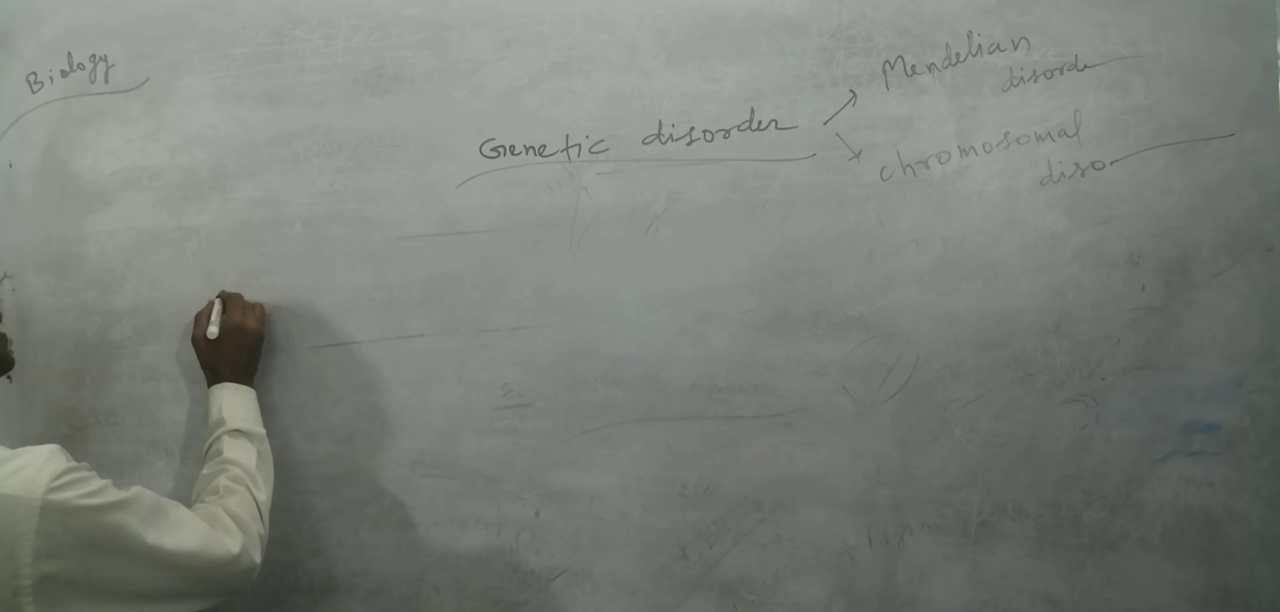 Biology
Genetic disorder
Mendelian
disorde
chromosomal
diso